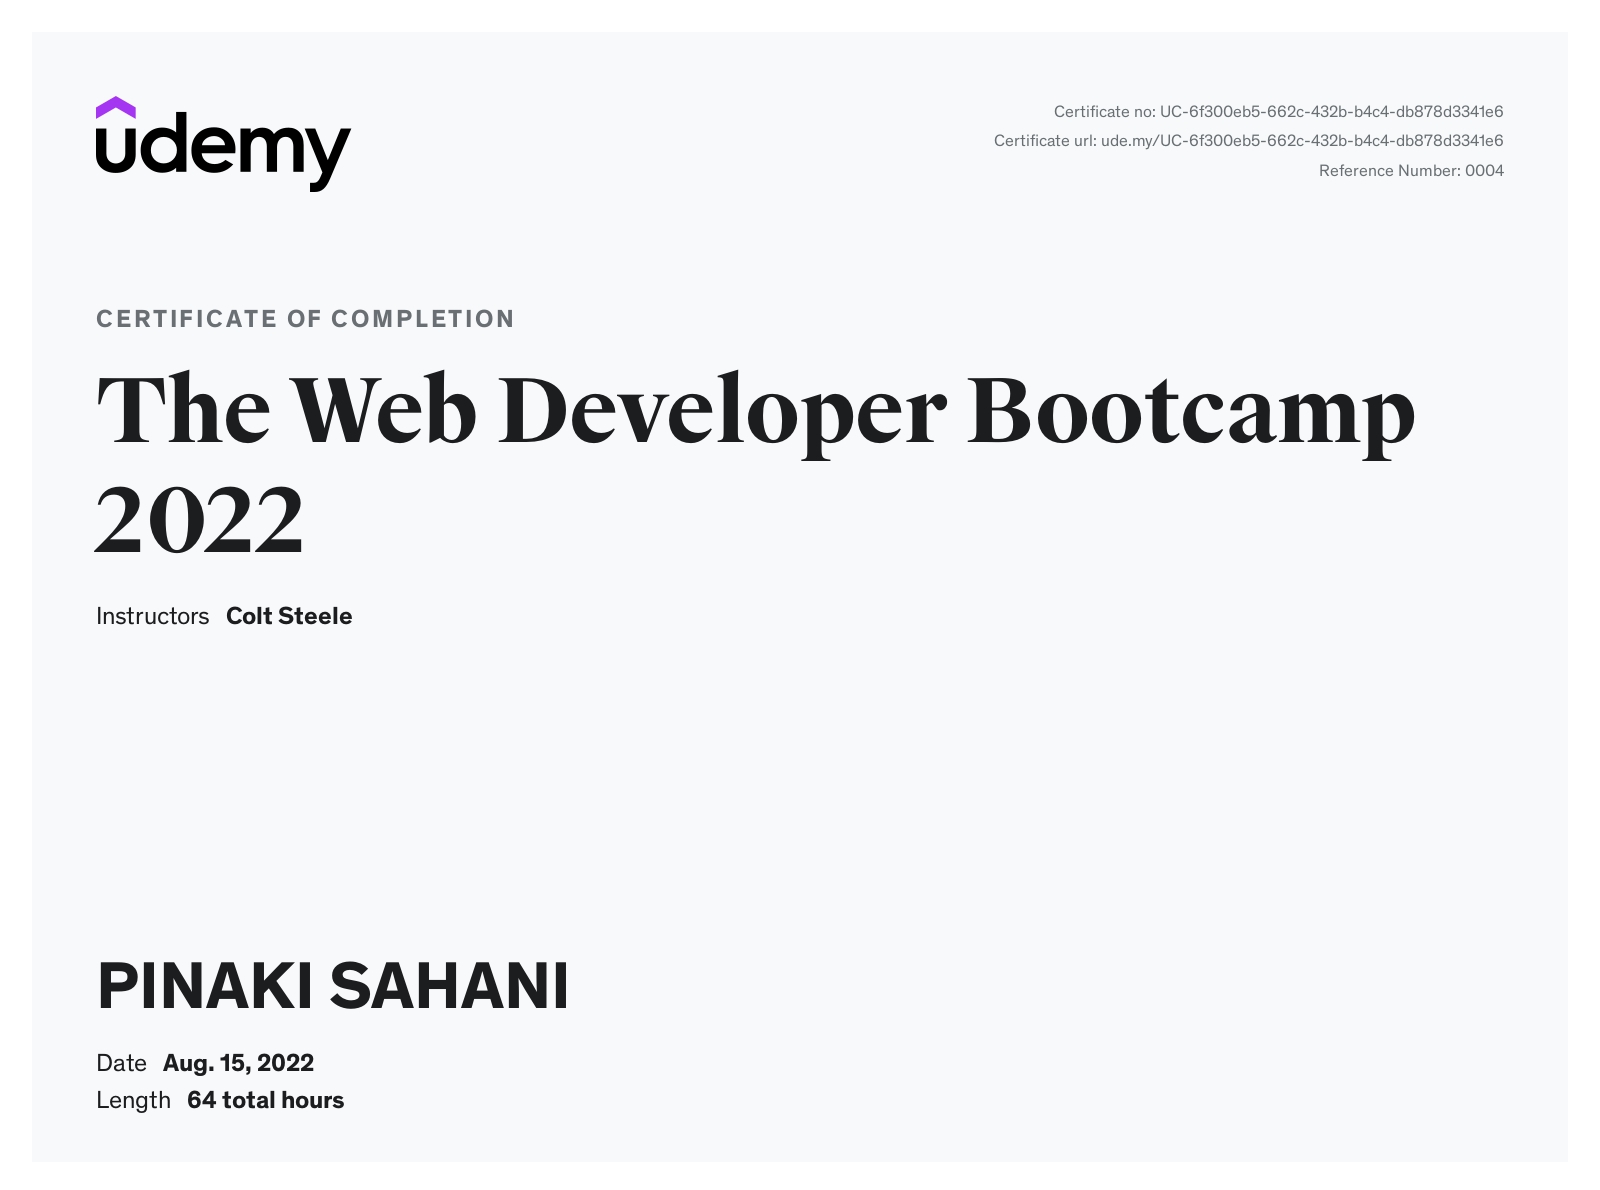 udemy
Certificate no: UC-6f300eb5-662c-432b-b4c4-db878d3341e6
Certificate url: ude.my/UC-6f300eb5-662c-432b-b4c4-db878d3341e6
Reference Number: 0004
CERTIFICATE OF COMPLETION
The Web Developer Bootcamp
2022
Instructors Colt Steele
PINAKI SAHANI
Date Aug. 15, 2022
Length 64 total hours